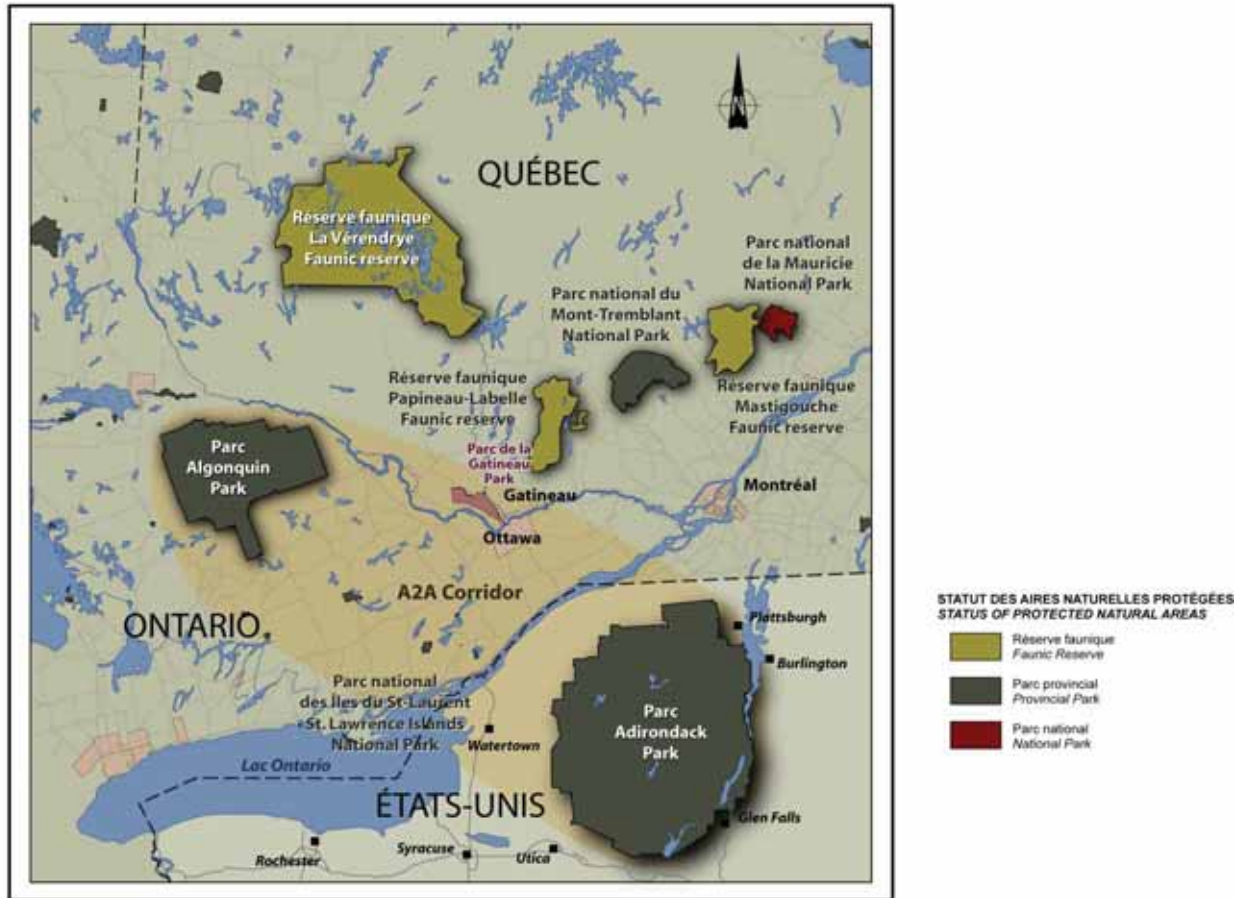 N
QUÉBEC
Réserve faunique
La Vérendrye
Faunic reserve
Parc national
de la Mauricie
National Park
Parc national du
Mont-Tremblant
National Park
Réserve faunique
Papineau-Labelle
Faunic reserve
Réserve faunique
Mastigouche
Faunic reserve
Parc
Algonquin
Park
Parc de la
Gatineau
Park
Gatineau
Montréal
Ottawa
A2A Corridor
ONTARIO
Plattsburgh
Burlington
Parc national
des Îles du St-Laurent
St. Lawrence Islands
National Park
Parc
Adirondack
Park
Watertown
Lac Ontario
ÉTATS-UNIS
Glen Falls
Rochester
Syracuse
Utica
STATUT DES AIRES NATURELLES PROTÉGÉES
STATUS OF PROTECTED NATURAL AREAS
Réserve faunique
Faunic Reserve
Parc provincial
Provincial Park
Parc national
National Park